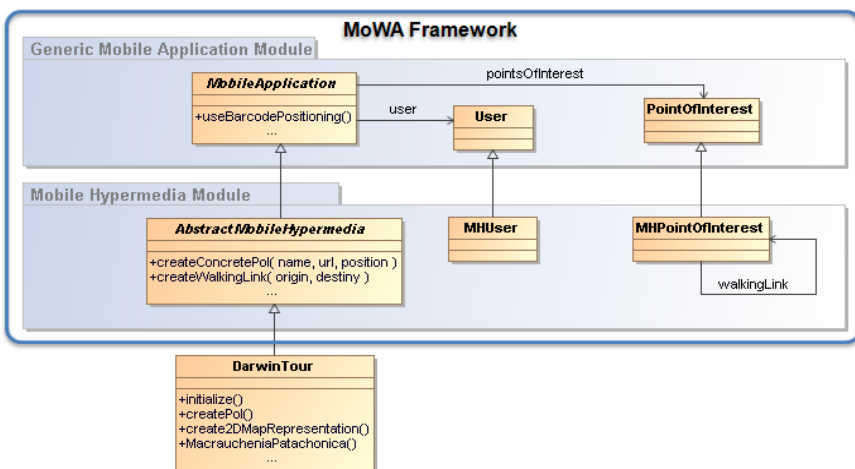 MoWA Framework
Generic Mobile Application Module
MobileApplication
+useBarcodePositioning()
...
pointsOfInterest
user
User
PointOfInterest
Mobile Hypermedia Module
AbstractMobileHypermedia
+createConcretePoI( name, url, position )
+createWalkingLink( origin, destiny )
...
MHUser
MHPointOfInterest
walkingLink
DarwinTour
+initialize()
+createPoI()
+create2DMapRepresentation()
+MacraucheniaPatachonica()
...